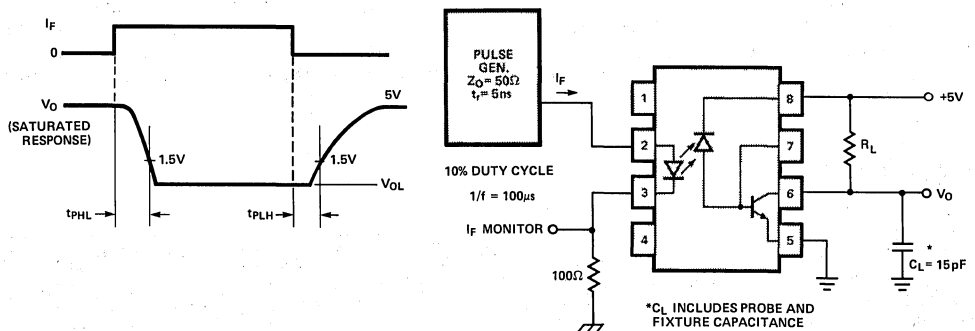 IF
0
VO
(SATURATED
RESPONSE)
5V
1.5V
1.5V
VOL
tPHL
tPLH
PULSE
GEN.
ZO = 50Ω
tr = 5ns
IF
10% DUTY CYCLE
1/f = 100μs
IF MONITOR
100Ω
1
2
3
4
8
7
6
5
+5V
RL
VO
*
CL = 15pF
*CL INCLUDES PROBE AND
FIXTURE CAPACITANCE